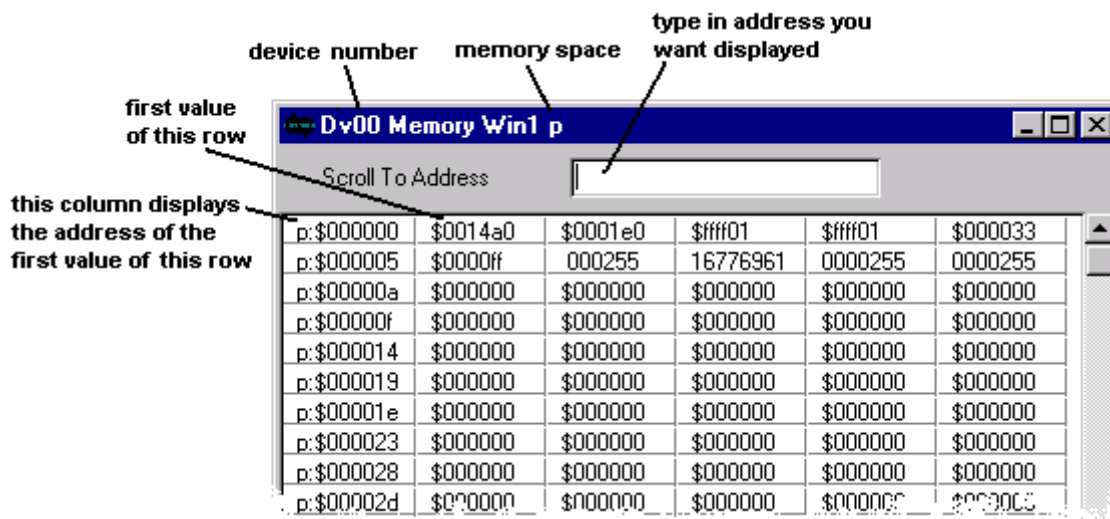 type in address you
want displayed
device number
memory space
first value
of this row
Dv00 Memory Win1 p
Scroll To Address
this column displays
the address of the
first value of this row
p:$000000 $0014a0 $0001e0 $ffff01 $ffff01 $000033
p:$000005 $0000ff 000255 16776961 0000255 0000255
p:$00000a $000000 $000000 $000000 $000000 $000000
p:$00000f $000000 $000000 $000000 $000000 $000000
p:$000014 $000000 $000000 $000000 $000000 $000000
p:$000019 $000000 $000000 $000000 $000000 $000000
p:$00001e $000000 $000000 $000000 $000000 $000000
p:$000023 $000000 $000000 $000000 $000000 $000000
p:$000028 $000000 $000000 $000000 $000000 $000000
p:$00002d $000000 $000000 $000000 $000000